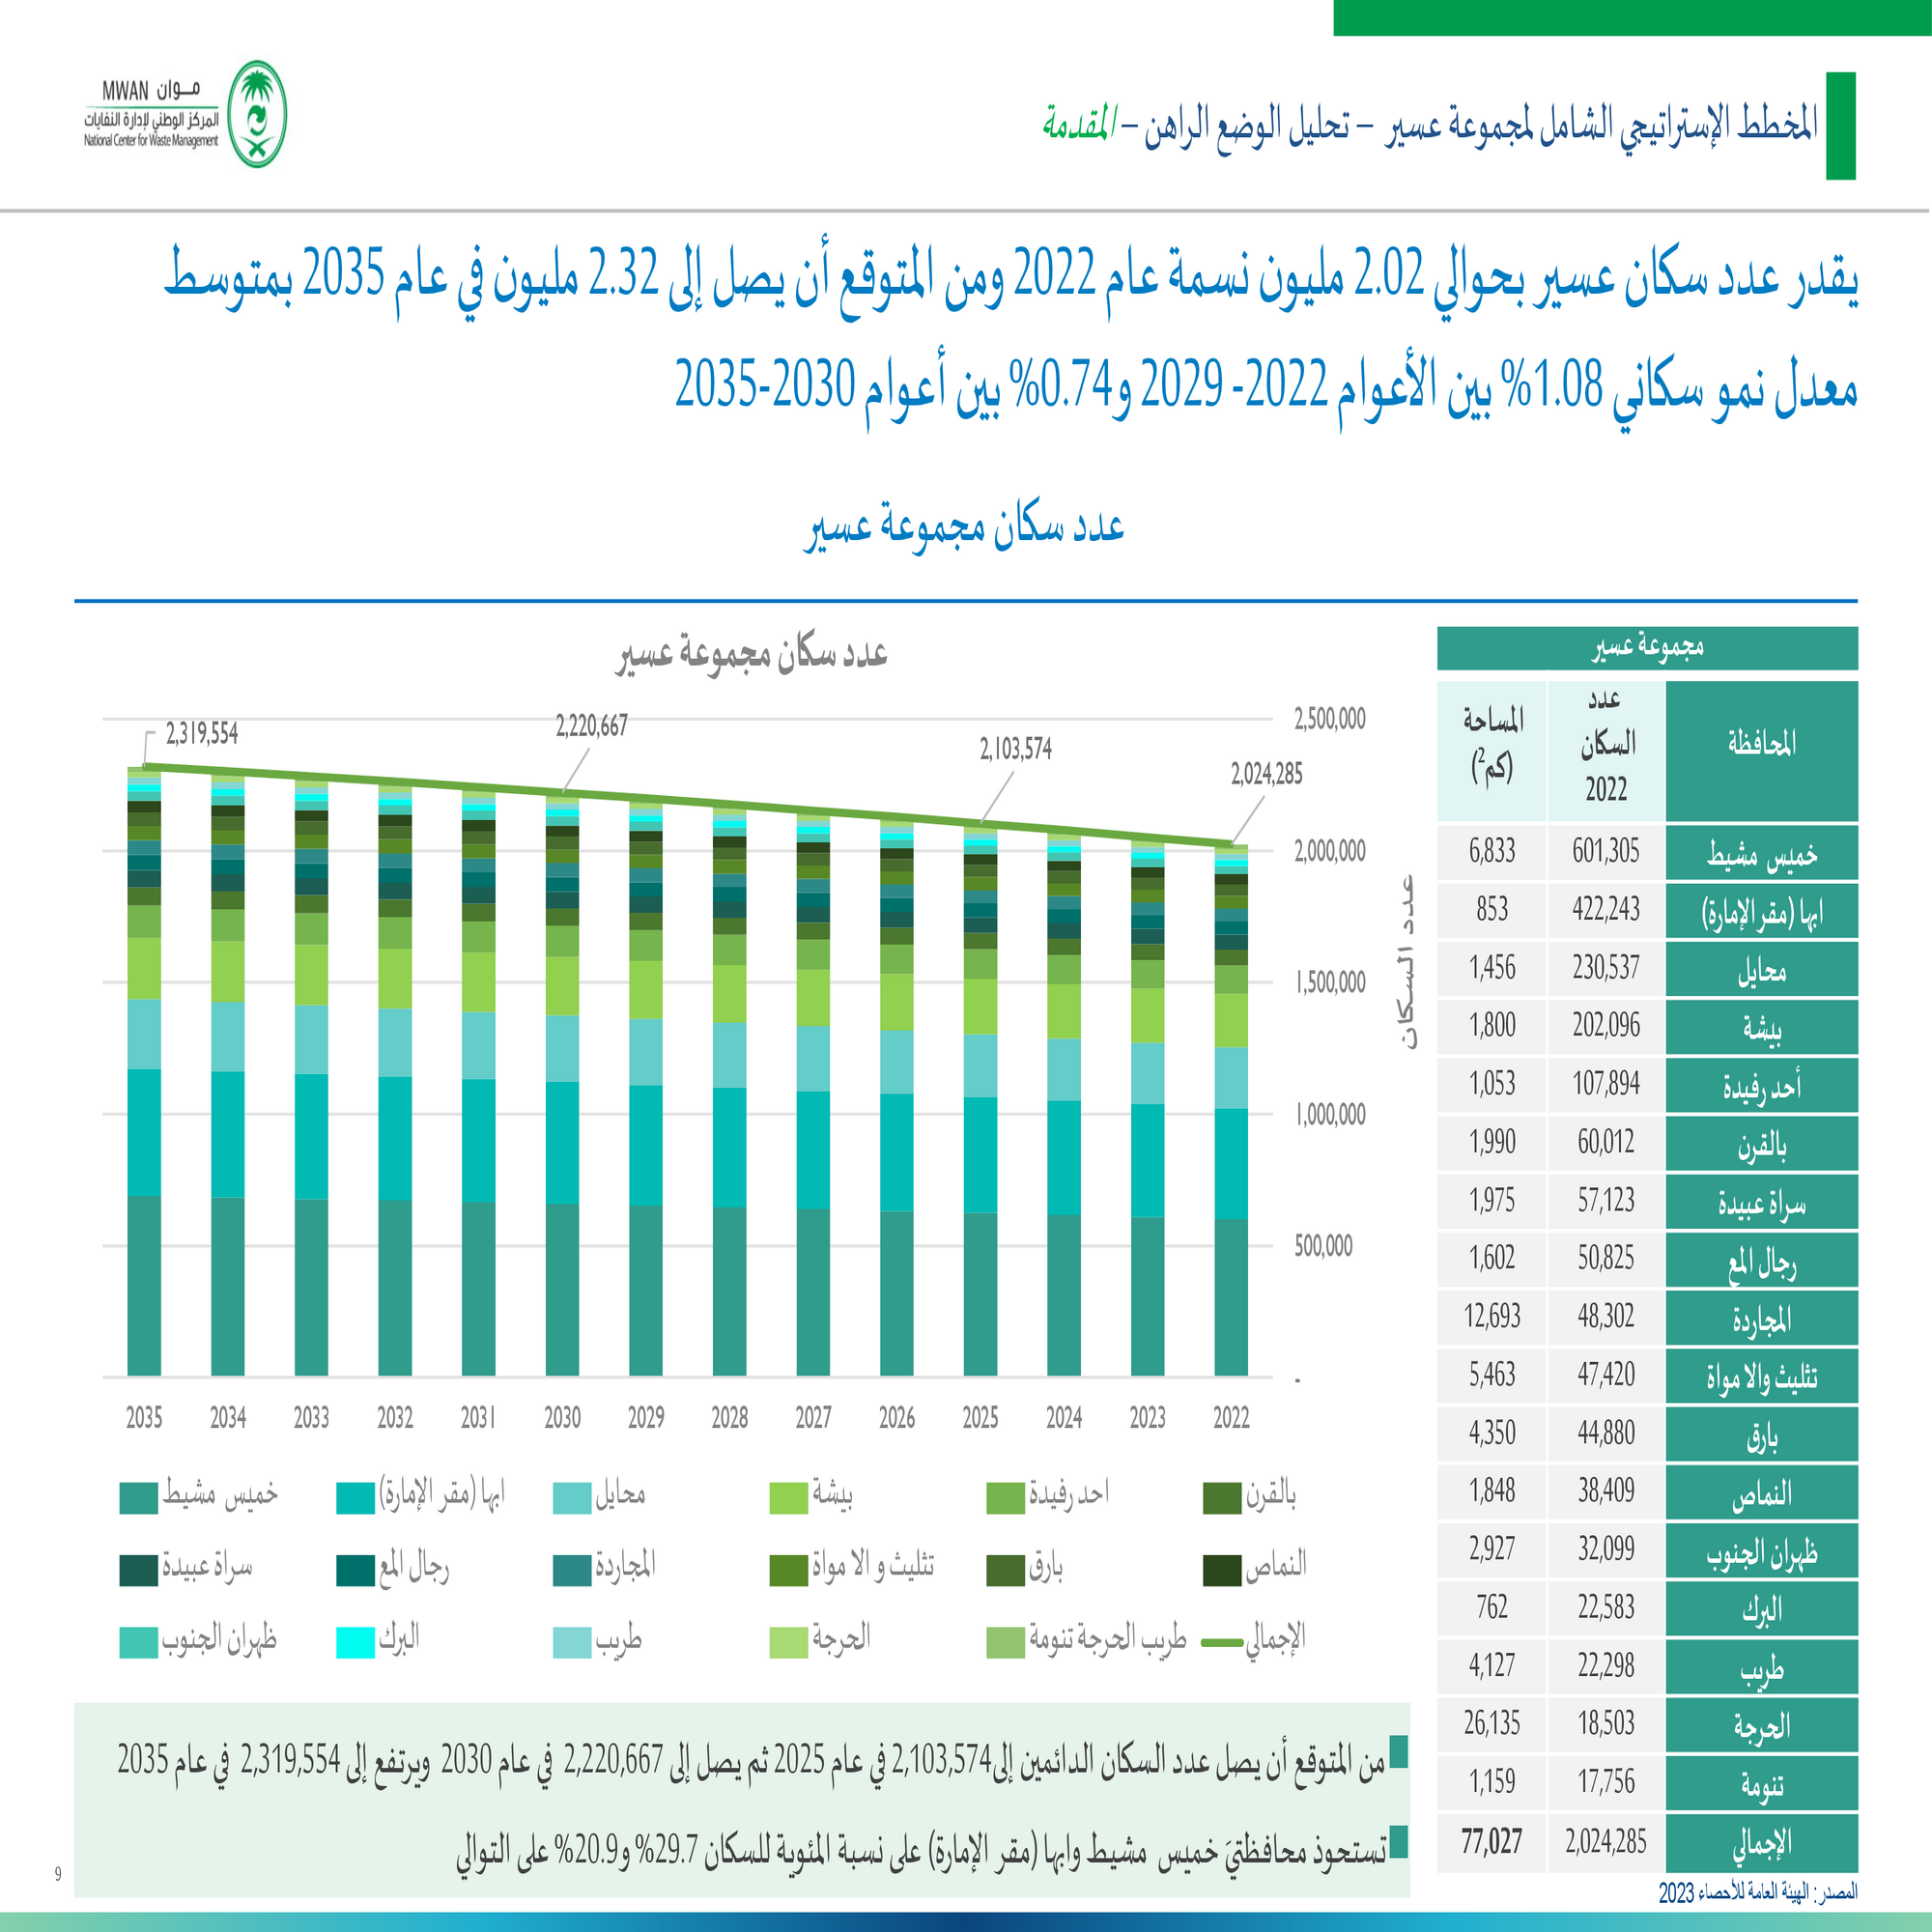 موان MWAN
المركز الوطني لإدارة النفايات
National Center for Waste Management
المخطط الإستراتيجي الشامل لمجموعة عسير – تحليل الوضع الراهن – المقدمة
يقدر عدد سكان عسير بحوالي 2.02 مليون نسمة عام 2022 ومن المتوقع أن يصل إلى 2.32 مليون في عام 2035 بمتوسط
معدل نمو سكاني 1.08% بين الأعوام 2022- 2029 و0.74% بين أعوام 2030-2035
عدد سكان مجموعة عسير
مجموعة عسير
المحافظة عدد السكان 2022 المساحة (كم²)
خميس مشيط 601,305 6,833
ابها (مقر الإمارة) 422,243 853
محايل 230,537 1,456
بيشة 202,096 1,800
أحد رفيدة 107,894 1,053
بالقرن 60,012 1,990
سراة عبيدة 57,123 1,975
رجال المع 50,825 1,602
المجاردة 48,302 12,693
تثليث والا مواة 47,420 5,463
بارق 44,880 4,350
النماص 38,409 1,848
ظهران الجنوب 32,099 2,927
البرك 22,583 762
طريب 22,298 4,127
الحرجة 18,503 26,135
تنومة 17,756 1,159
الإجمالي 2,024,285 77,027
المصدر: الهيئة العامة للأحصاء 2023
عدد سكان مجموعة عسير
2,319,554
2,220,667
2,103,574
2,024,285
2,500,000
2,000,000
1,500,000
1,000,000
500,000
-
عدد السكان
2035 2034 2033 2032 2031 2030 2029 2028 2027 2026 2025 2024 2023 2022
خميس مشيط ابها (مقر الإمارة) محايل بيشة احد رفيدة بالقرن
سراة عبيدة رجال المع المجاردة تثليث و الا مواة بارق النماص
ظهران الجنوب البرك طريب الحرجة طريب الحرجة تنومة الإجمالي
من المتوقع أن يصل عدد السكان الدائمين إلى2,103,574 في عام 2025 ثم يصل إلى 2,220,667 في عام 2030 ويرتفع إلى 2,319,554 في عام 2035
تستحوذ محافظتيَ خميس مشيط وابها (مقر الإمارة) على نسبة المئوية للسكان 29.7% و20.9% على التوالي
9